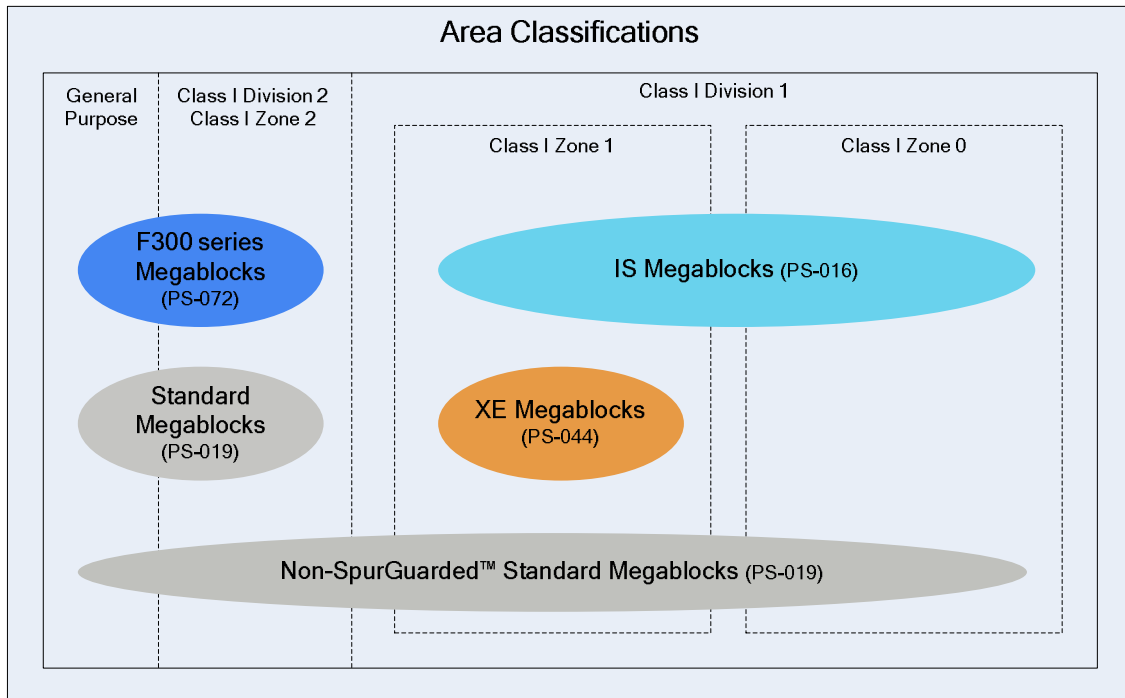 Area Classifications
General
Purpose
Class I Division 2
Class I Zone 2
Class I Division 1
Class I Zone 1
Class I Zone 0
F300 series
Megablocks
(PS-072)
IS Megablocks (PS-016)
Standard
Megablocks
(PS-019)
XE Megablocks
(PS-044)
Non-SpurGuarded™ Standard Megablocks (PS-019)